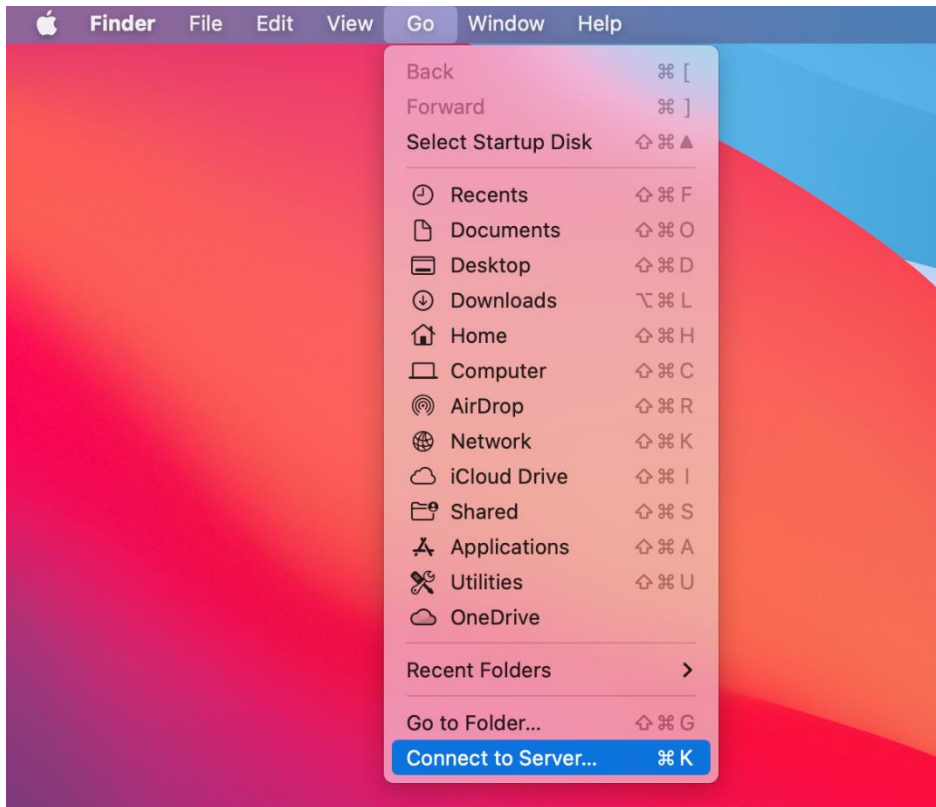 Finder File Edit View Go Window Help
Back ⌘ [
Forward ⌘ ]
Select Startup Disk ⇧ ⌘ ▲
Recents ⇧ ⌘ F
Documents ⇧ ⌘ O
Desktop ⇧ ⌘ D
Downloads ⌥ ⌘ L
Home ⇧ ⌘ H
Computer ⇧ ⌘ C
AirDrop ⇧ ⌘ R
Network ⇧ ⌘ K
iCloud Drive ⇧ ⌘ I
Shared ⇧ ⌘ S
Applications ⇧ ⌘ A
Utilities ⇧ ⌘ U
OneDrive
Recent Folders >
Go to Folder... ⇧ ⌘ G
Connect to Server... ⌘ K